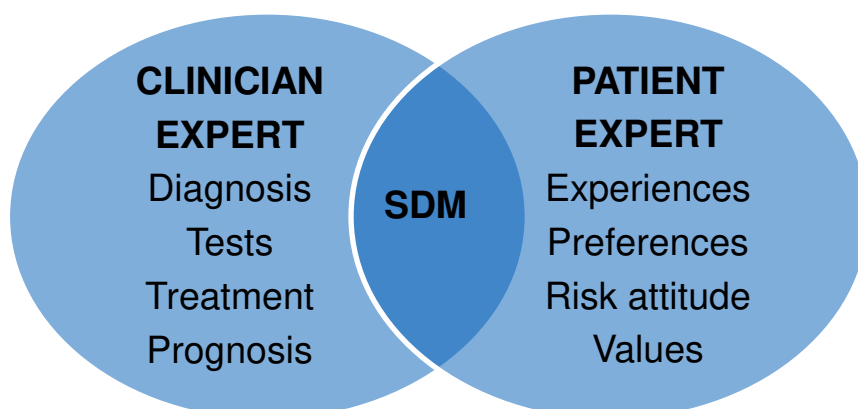 CLINICIAN
EXPERT
Diagnosis
Tests
Treatment
Prognosis
SDM
PATIENT
EXPERT
Experiences
Preferences
Risk attitude
Values